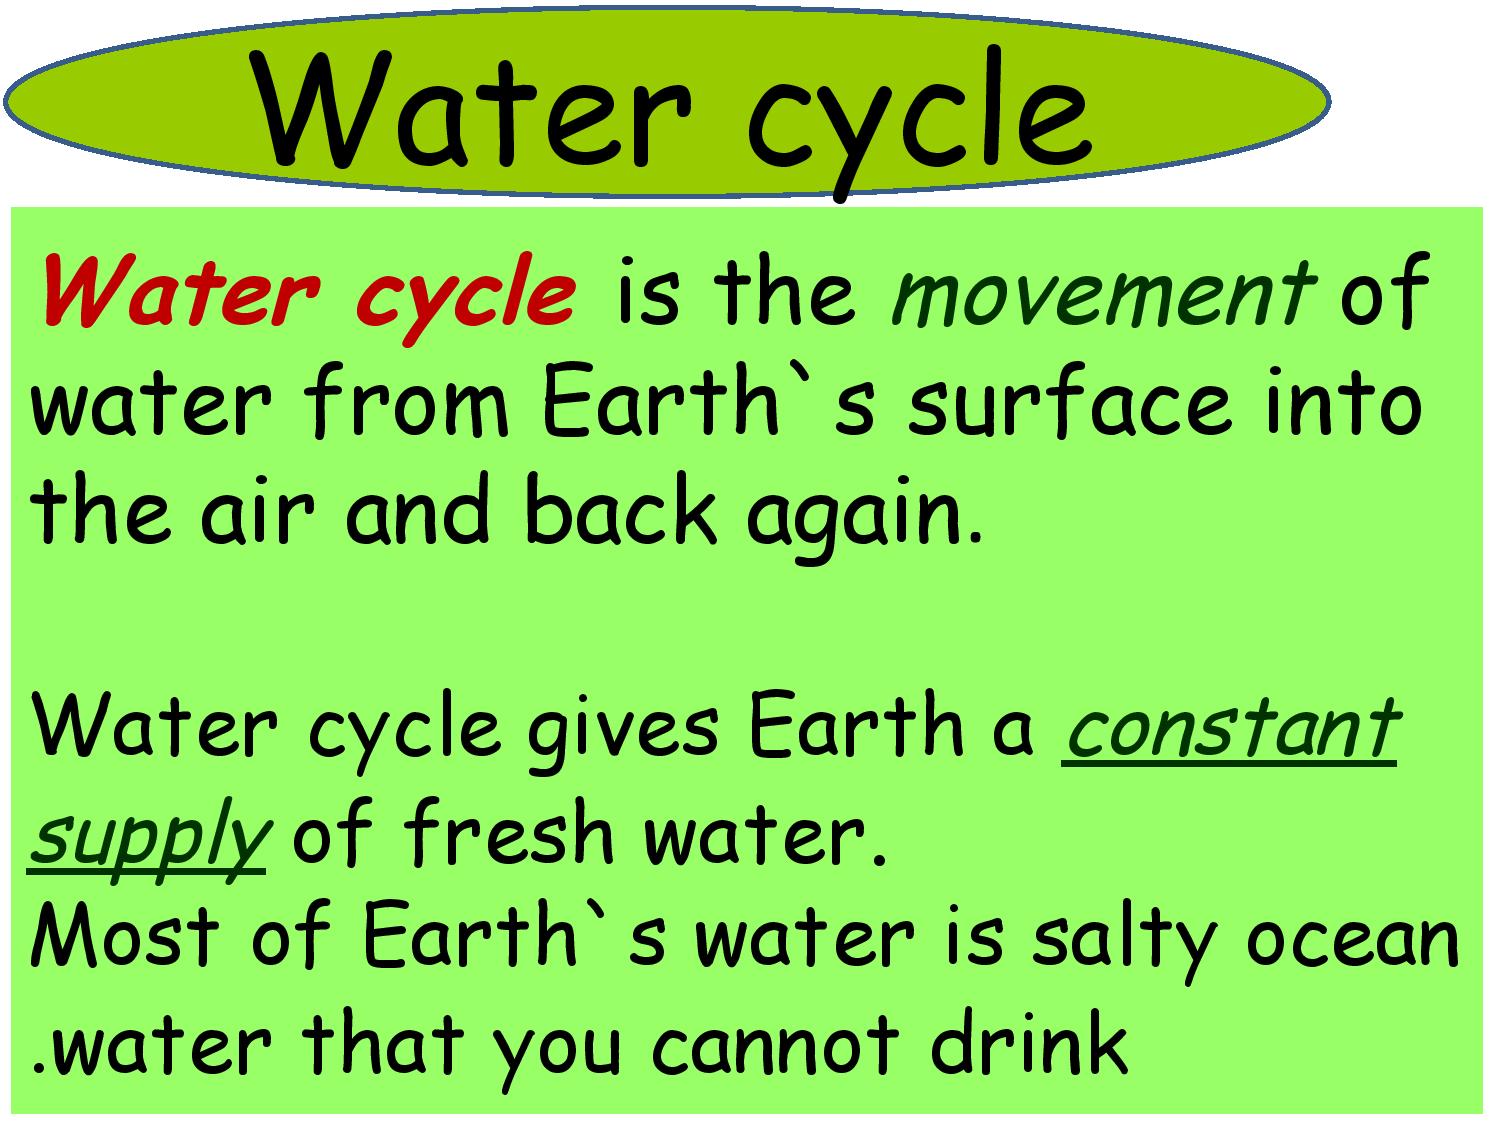 Water cycle
Water cycle is the movement of
water from Earth`s surface into
the air and back again.
Water cycle gives Earth a constant
supply of fresh water.
Most of Earth`s water is salty ocean
.water that you cannot drink